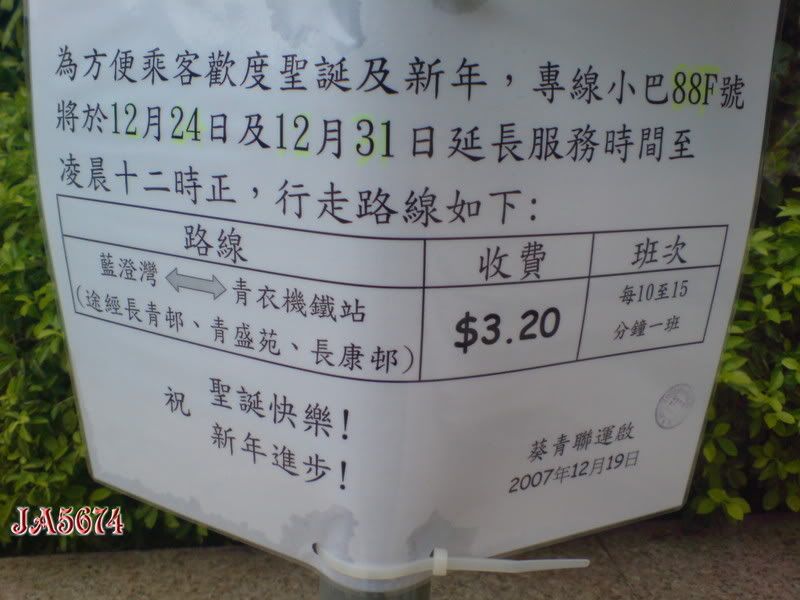 為方便乘客歡度聖誕及新年，專線小巴88F號
將於12月24日及12月31日延長服務時間至
凌晨十二時正，行走路線如下:
路線 收費 班次
藍澄灣 ⟺ 青衣機鐵站 $3.20 每10至15
(途經長青邨、青盛苑、長康邨) 分鐘一班
祝 聖誕快樂!
新年進步!
葵青聯運啟
2007年12月19日
JA5674